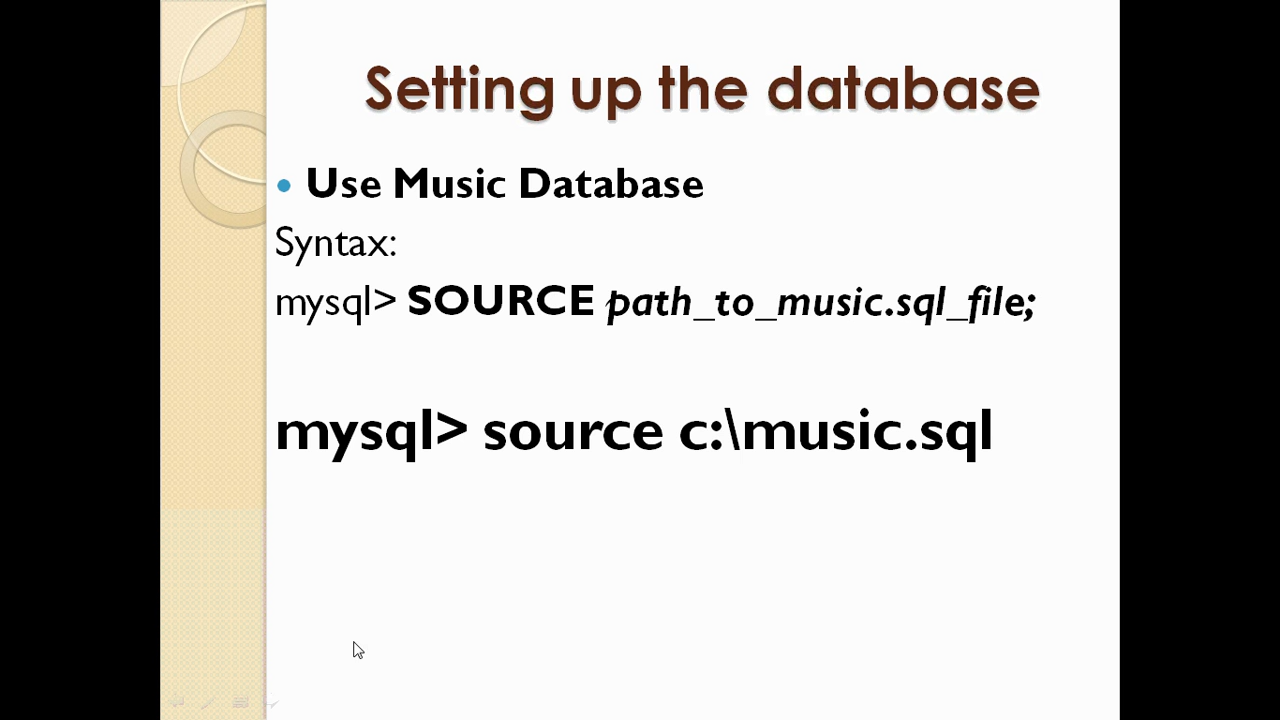 Setting up the database
• Use Music Database
Syntax:
mysql> SOURCE path_to_music.sql_file;
mysql> source c:\music.sql